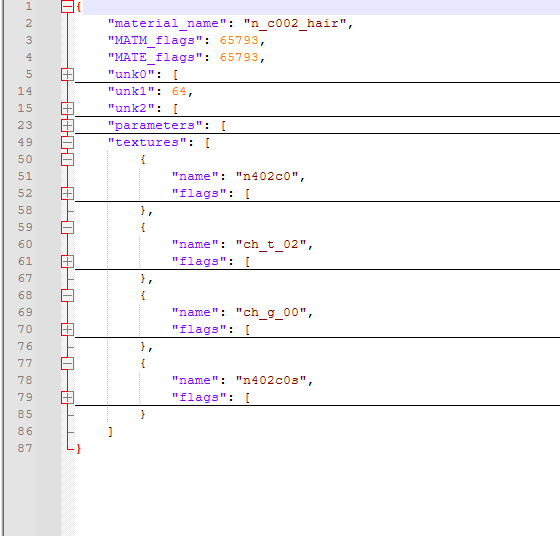 1 {
2 "material_name": "n_c002_hair",
3 "MATM_flags": 65793,
4 "MATE_flags": 65793,
5 "unk0": [
14 "unk1": 64,
15 "unk2": [
23 "parameters": [
49 "textures": [
50 {
51 "name": "n402c0",
52 "flags": [
58 },
59 {
60 "name": "ch_t_02",
61 "flags": [
67 },
68 {
69 "name": "ch_g_00",
70 "flags": [
76 },
77 {
78 "name": "n402c0s",
79 "flags": [
85 }
86 ]
87 }